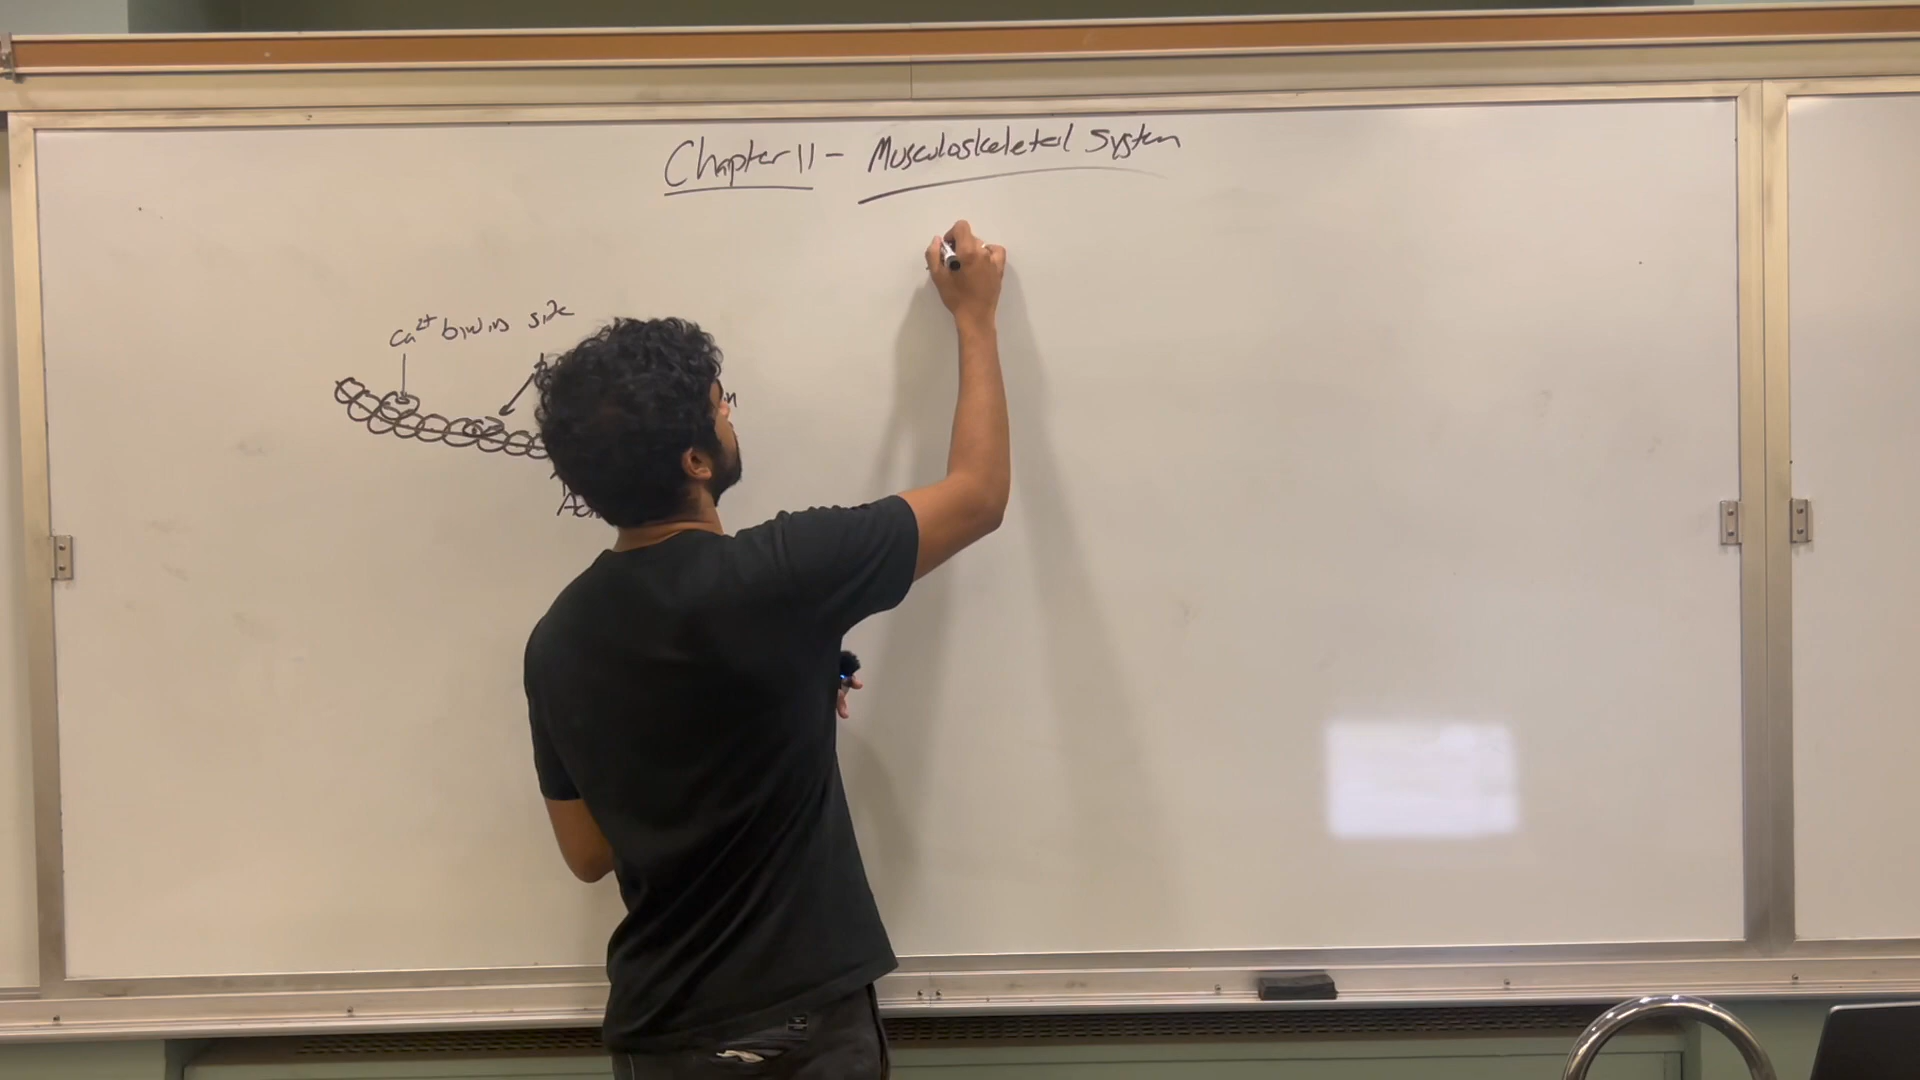 Chapter 11 - Musculoskeletal System
Ca2+ binding site